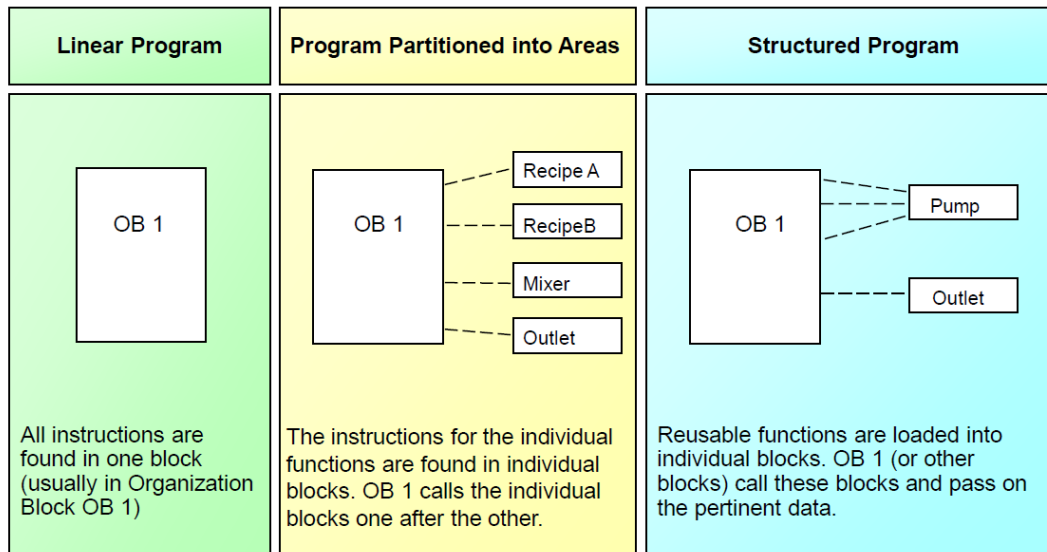 Linear Program
Program Partitioned into Areas
Structured Program
OB 1
OB 1
Recipe A
RecipeB
Mixer
Outlet
OB 1
Pump
Outlet
All instructions are
found in one block
(usually in Organization
Block OB 1)
The instructions for the individual
functions are found in individual
blocks. OB 1 calls the individual
blocks one after the other.
Reusable functions are loaded into
individual blocks. OB 1 (or other
blocks) call these blocks and pass on
the pertinent data.